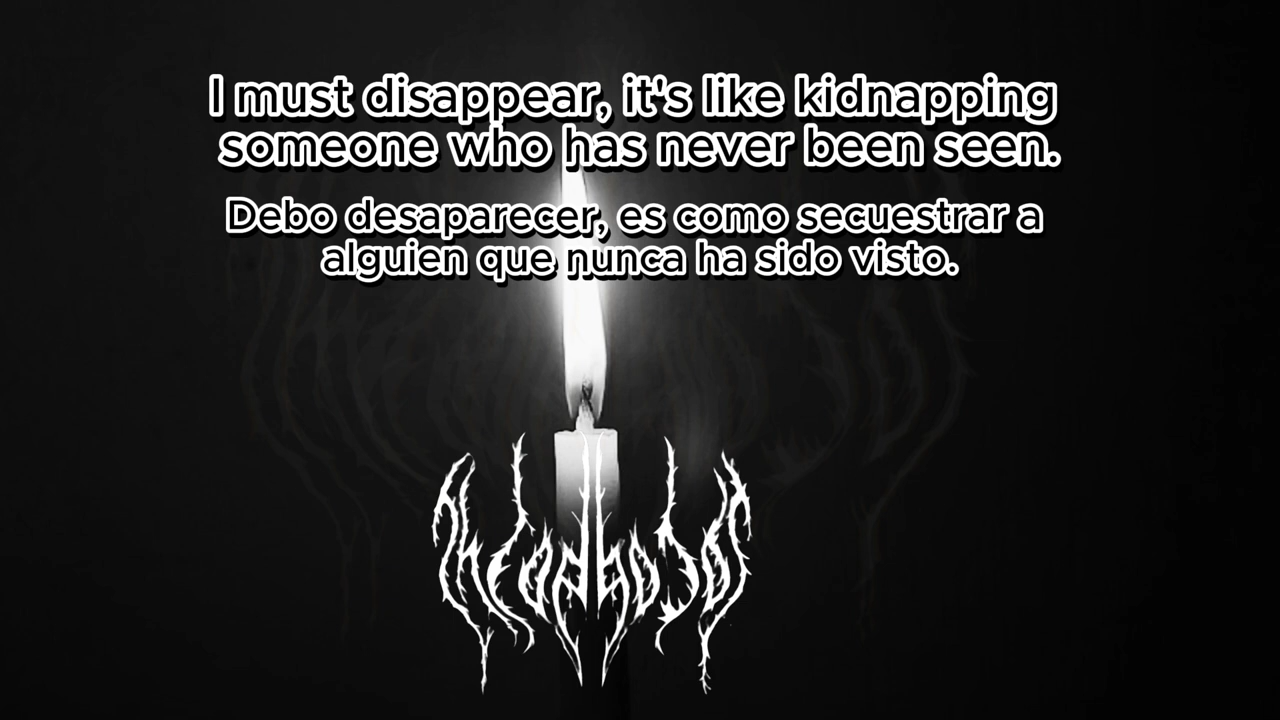 I must disappear, it's like kidnapping
someone who has never been seen.
Debo desaparecer, es como secuestrar a
alguien que nunca ha sido visto.